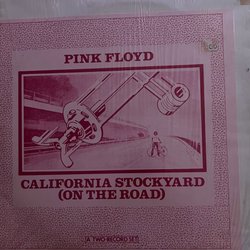 PINK FLOYD
CALIFORNIA STOCKYARD
(ON THE ROAD)
A TWO-RECORD SET